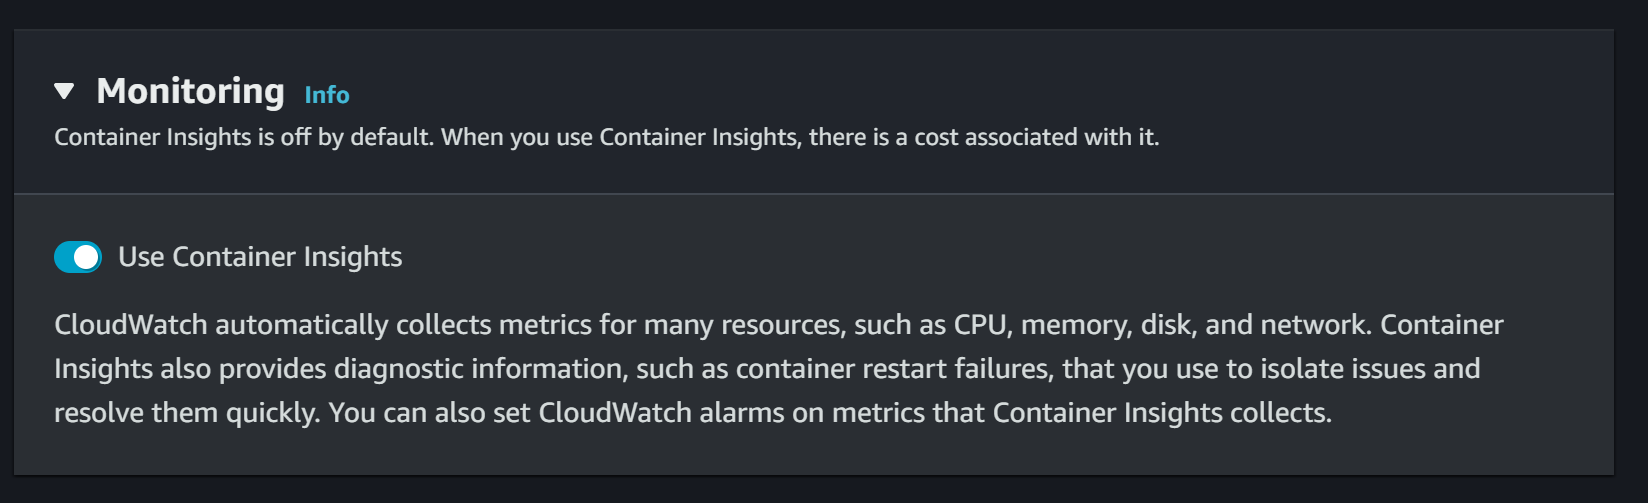 Monitoring Info
Container Insights is off by default. When you use Container Insights, there is a cost associated with it.
Use Container Insights
CloudWatch automatically collects metrics for many resources, such as CPU, memory, disk, and network. Container
Insights also provides diagnostic information, such as container restart failures, that you use to isolate issues and
resolve them quickly. You can also set CloudWatch alarms on metrics that Container Insights collects.